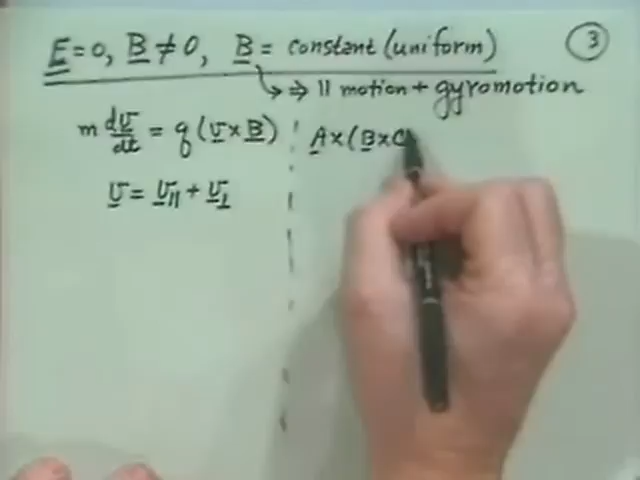 E = 0, B ≠ 0, B = constant (uniform) 3
↳ ⇒ || motion + gyromotion
m dv/dt = q (v × B) A × (B × C
v = v|| + v⊥